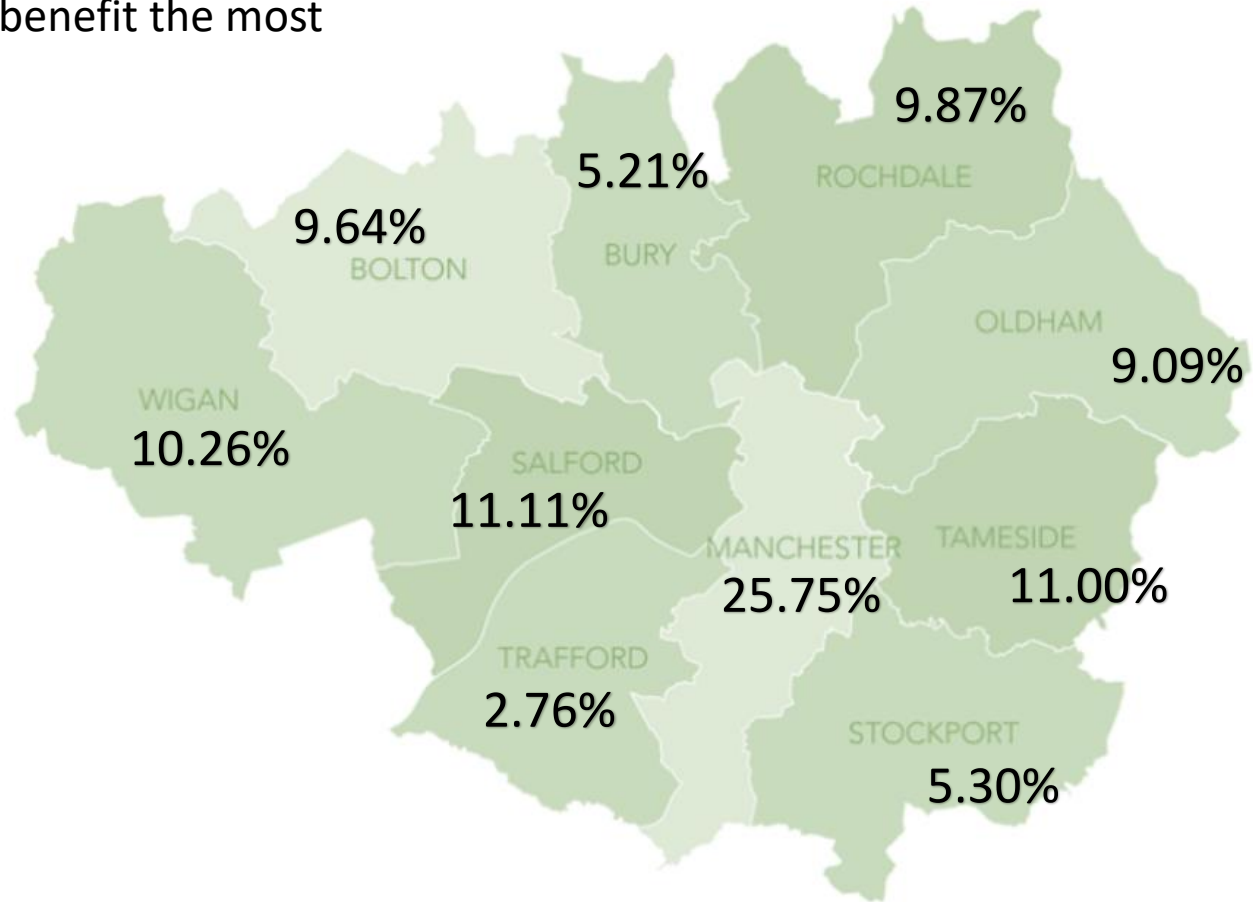 benefit the most
9.87%
ROCHDALE
5.21%
BURY
9.64%
BOLTON
OLDHAM
9.09%
WIGAN
10.26%
SALFORD
11.11%
MANCHESTER
25.75%
TAMESIDE
11.00%
TRAFFORD
2.76%
STOCKPORT
5.30%